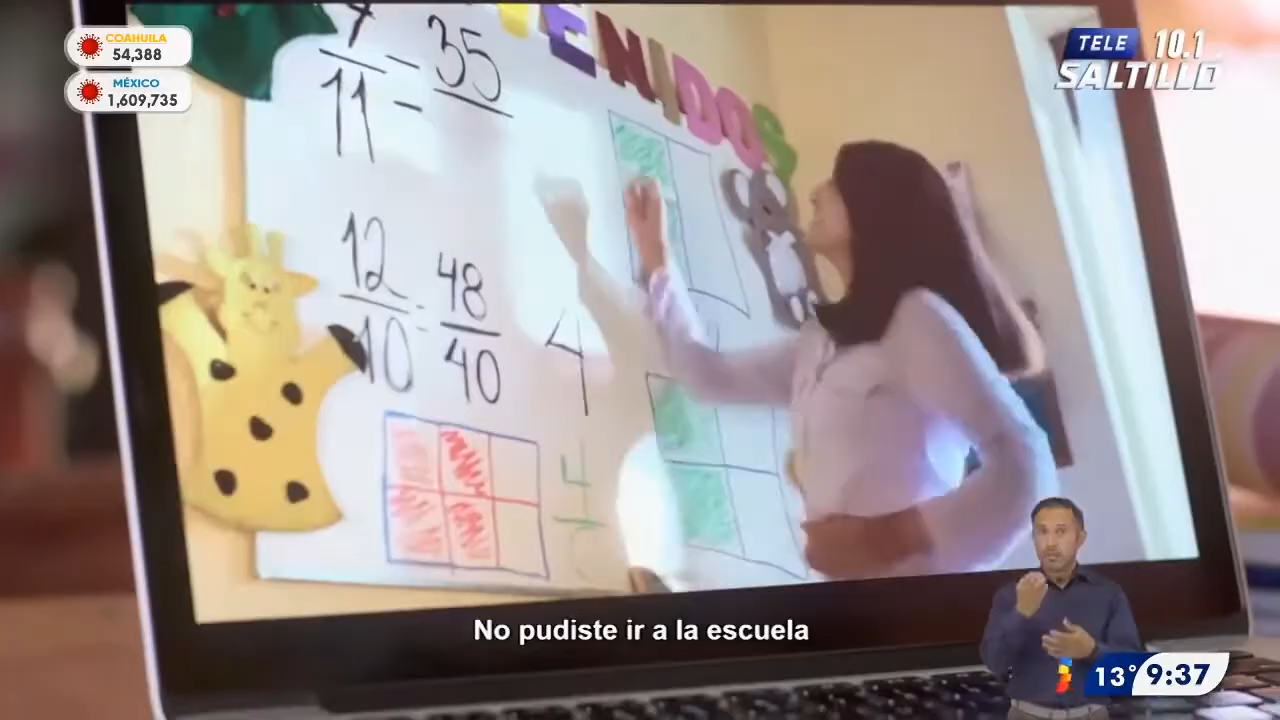 COAHUILA
54,388
MÉXICO
1,609,735
TELE 10.1
SALTILLO
ENIDOS
7/11 = 35
12/10 = 48/40
4
No pudiste ir a la escuela
13° 9:37